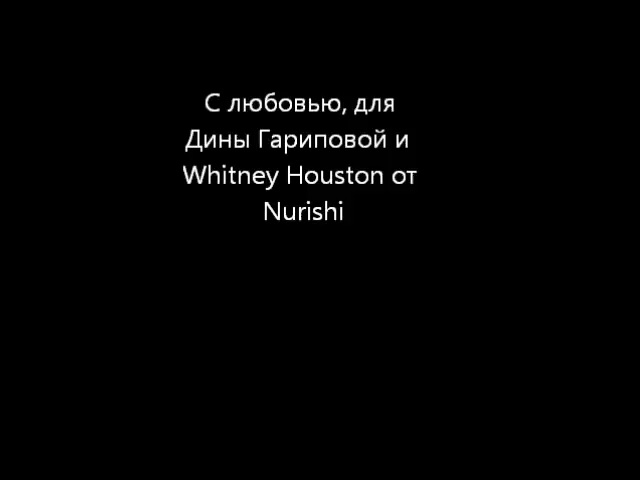 С любовью, для
Дины Гариповой и
Whitney Houston от
Nurishi